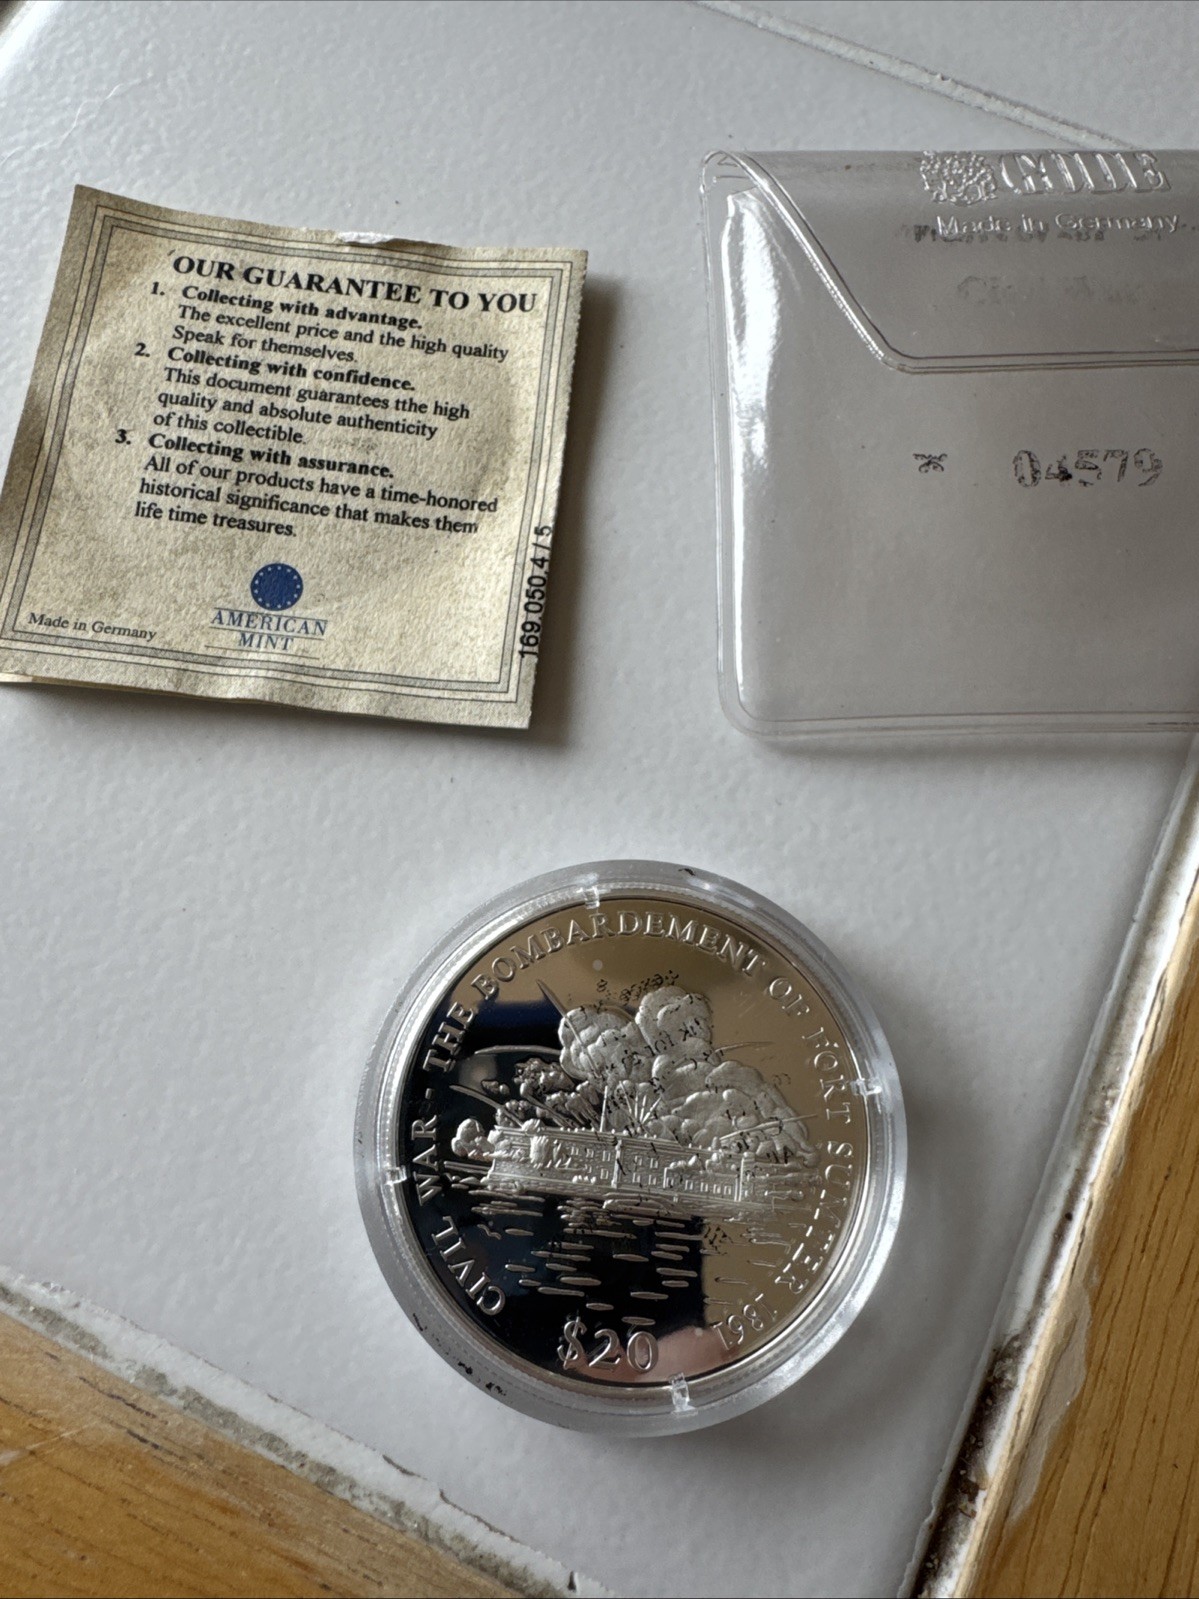 OUR GUARANTEE TO YOU
1. Collecting with advantage.
The excellent price and the high quality
Speak for themselves.
2. Collecting with confidence.
This document guarantees tthe high
quality and absolute authenticity
of this collectible.
3. Collecting with assurance.
All of our products have a time-honored
historical significance that makes them
life time treasures.
AMERICAN
MINT
Made in Germany
169.050.4 / 5
GÖDE
Made in Germany
04579
CIVIL WAR - THE BOMBARDEMENT OF FORT SUMTER 1861
$20